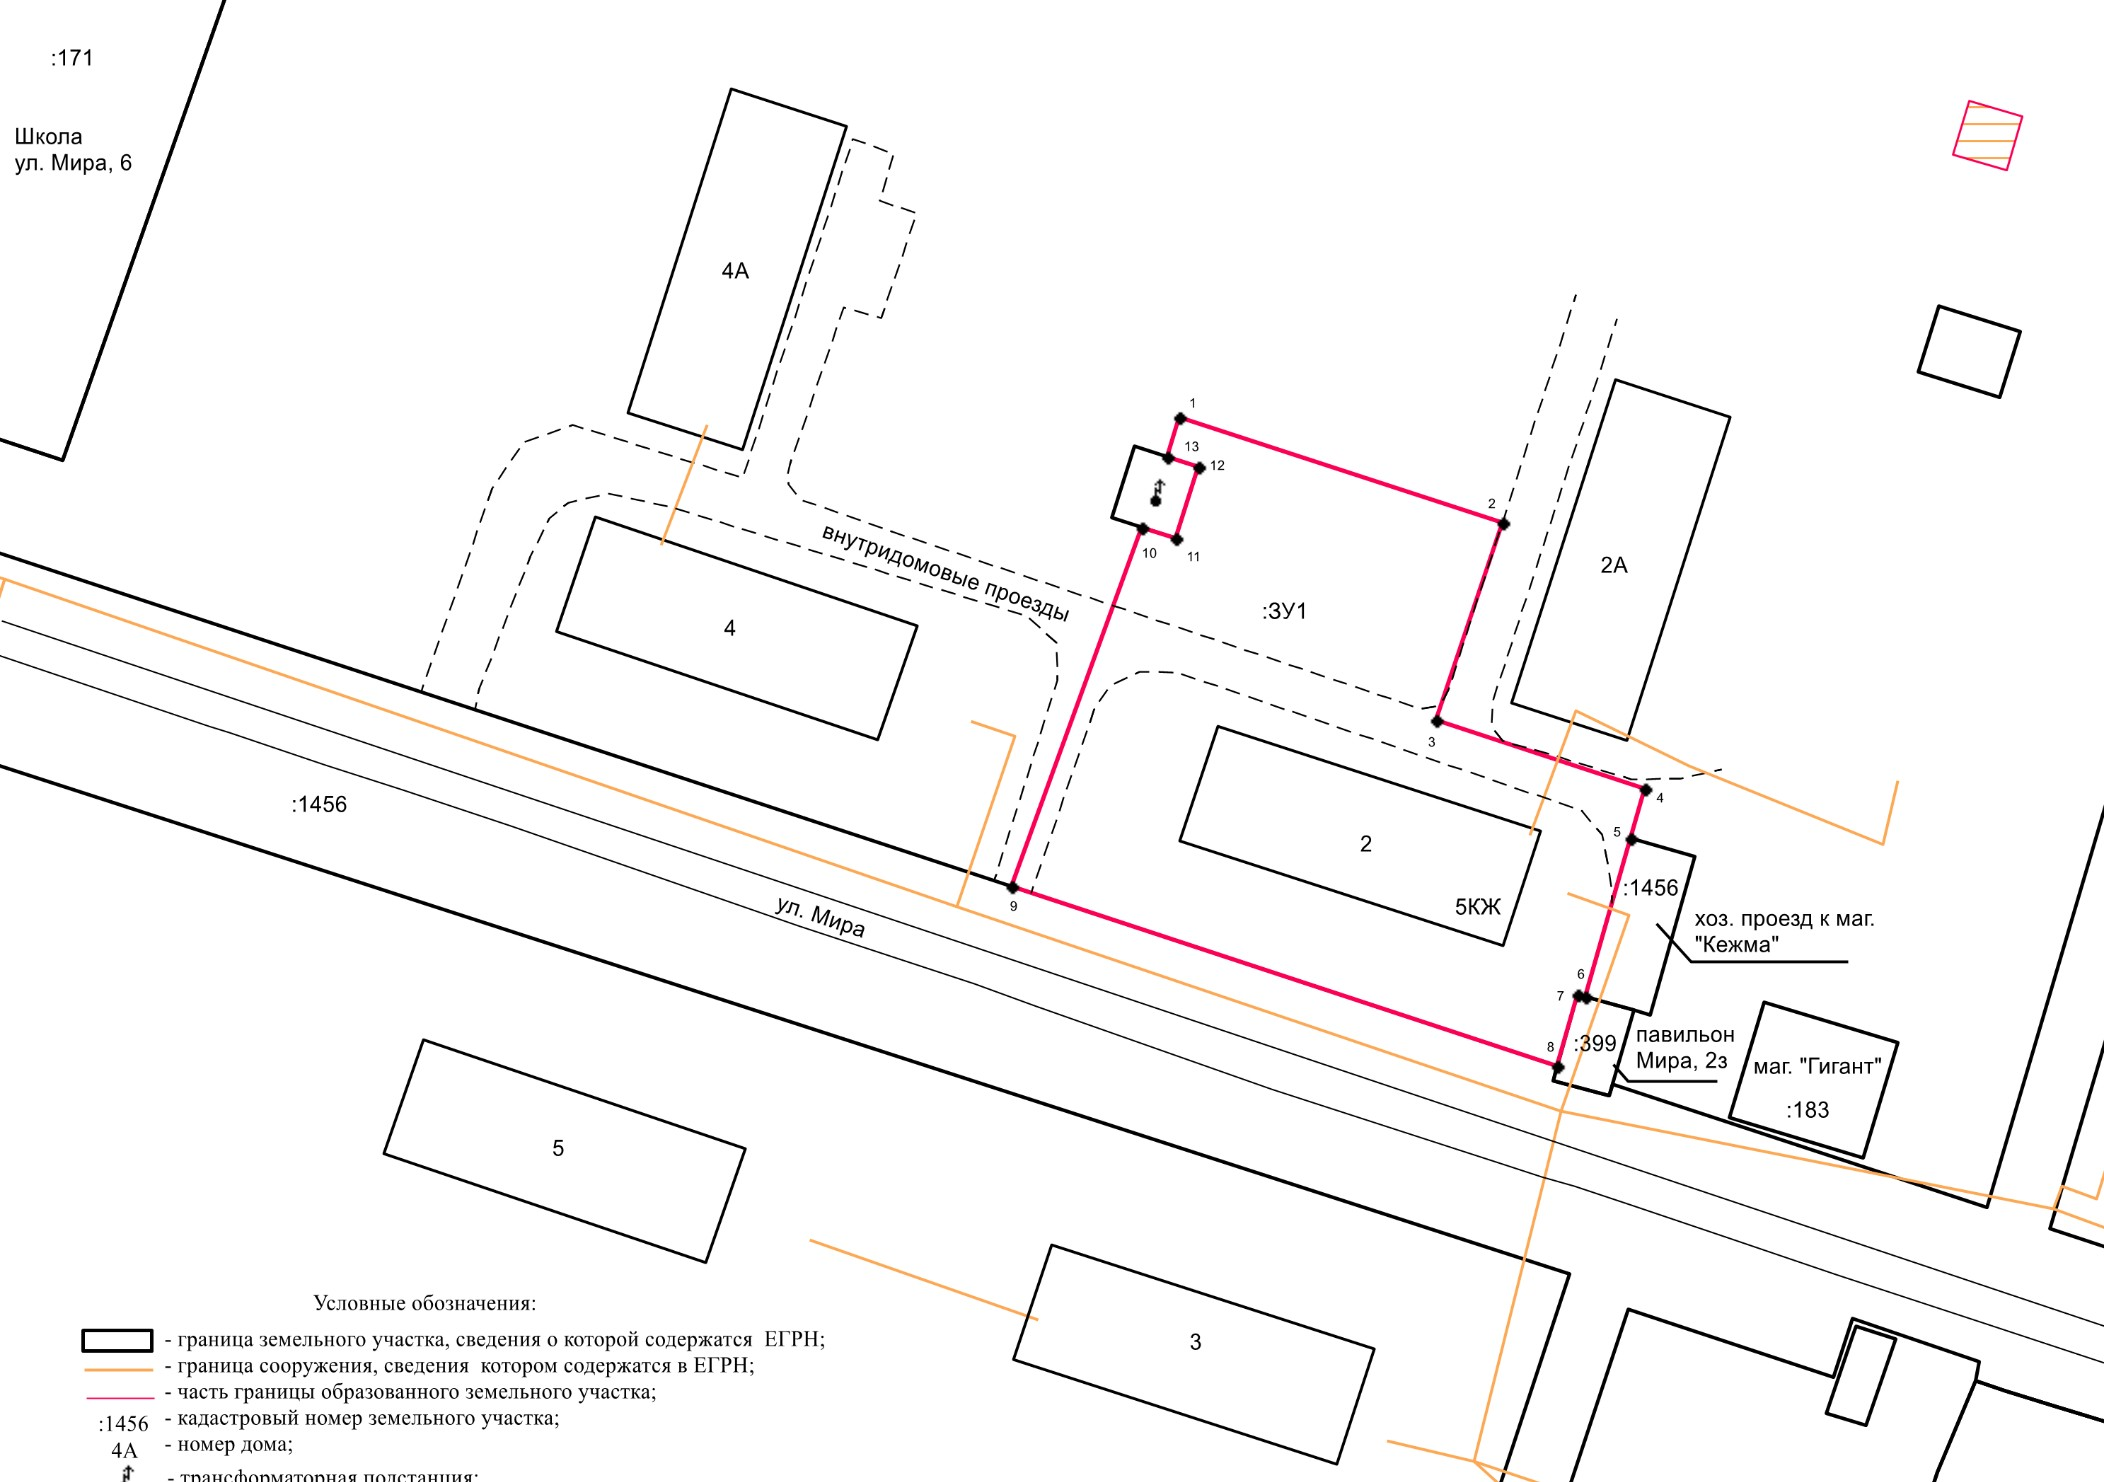 :171
Школа
ул. Мира, 6
4А
1
13
12
2
10
11
внутридомовые проезды
:ЗУ1
2А
4
3
4
5
2
:1456
5КЖ
:1456
хоз. проезд к маг.
"Кежма"
9
ул. Мира
6
7
8
:399
павильон
Мира, 2з
маг. "Гигант"
:183
5
3
Условные обозначения:
- граница земельного участка, сведения о которой содержатся ЕГРН;
- граница сооружения, сведения котором содержатся в ЕГРН;
- часть границы образованного земельного участка;
:1456 - кадастровый номер земельного участка;
4А - номер дома;
- трансформаторная подстанция;